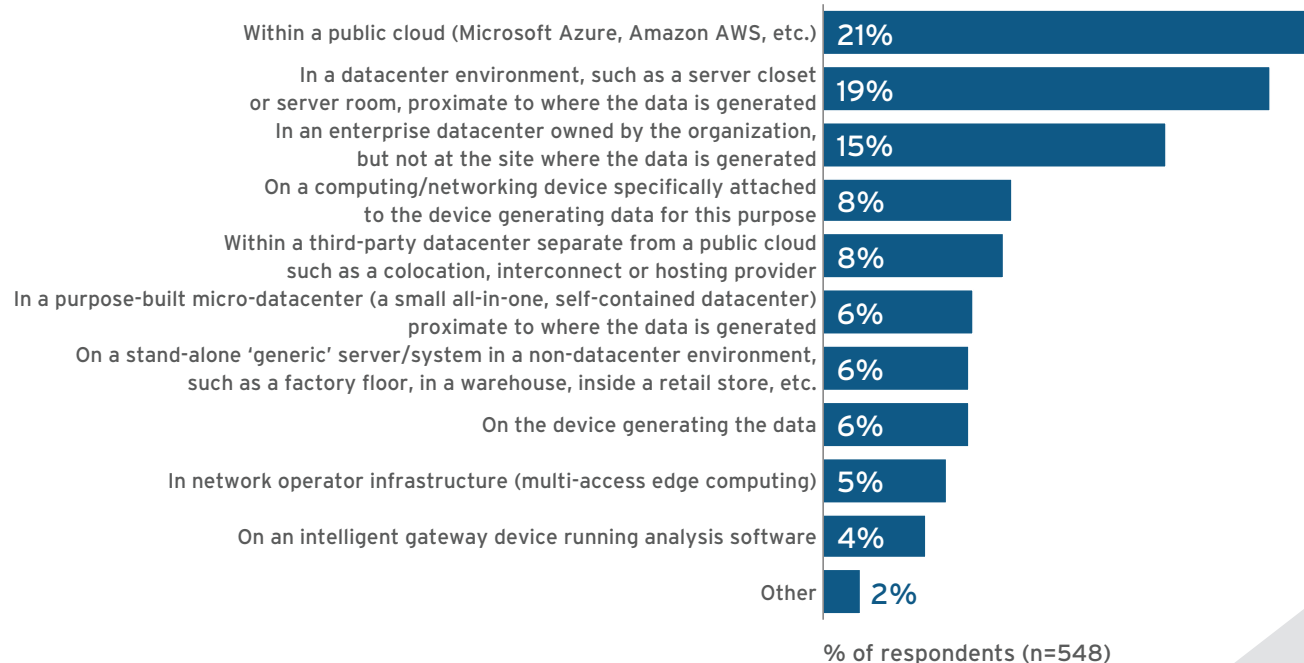 Within a public cloud (Microsoft Azure, Amazon AWS, etc.) 21%
In a datacenter environment, such as a server closet
or server room, proximate to where the data is generated 19%
In an enterprise datacenter owned by the organization,
but not at the site where the data is generated 15%
On a computing/networking device specifically attached
to the device generating data for this purpose 8%
Within a third-party datacenter separate from a public cloud
such as a colocation, interconnect or hosting provider 8%
In a purpose-built micro-datacenter (a small all-in-one, self-contained datacenter)
proximate to where the data is generated 6%
On a stand-alone ‘generic’ server/system in a non-datacenter environment,
such as a factory floor, in a warehouse, inside a retail store, etc. 6%
On the device generating the data 6%
In network operator infrastructure (multi-access edge computing) 5%
On an intelligent gateway device running analysis software 4%
Other 2%
% of respondents (n=548)